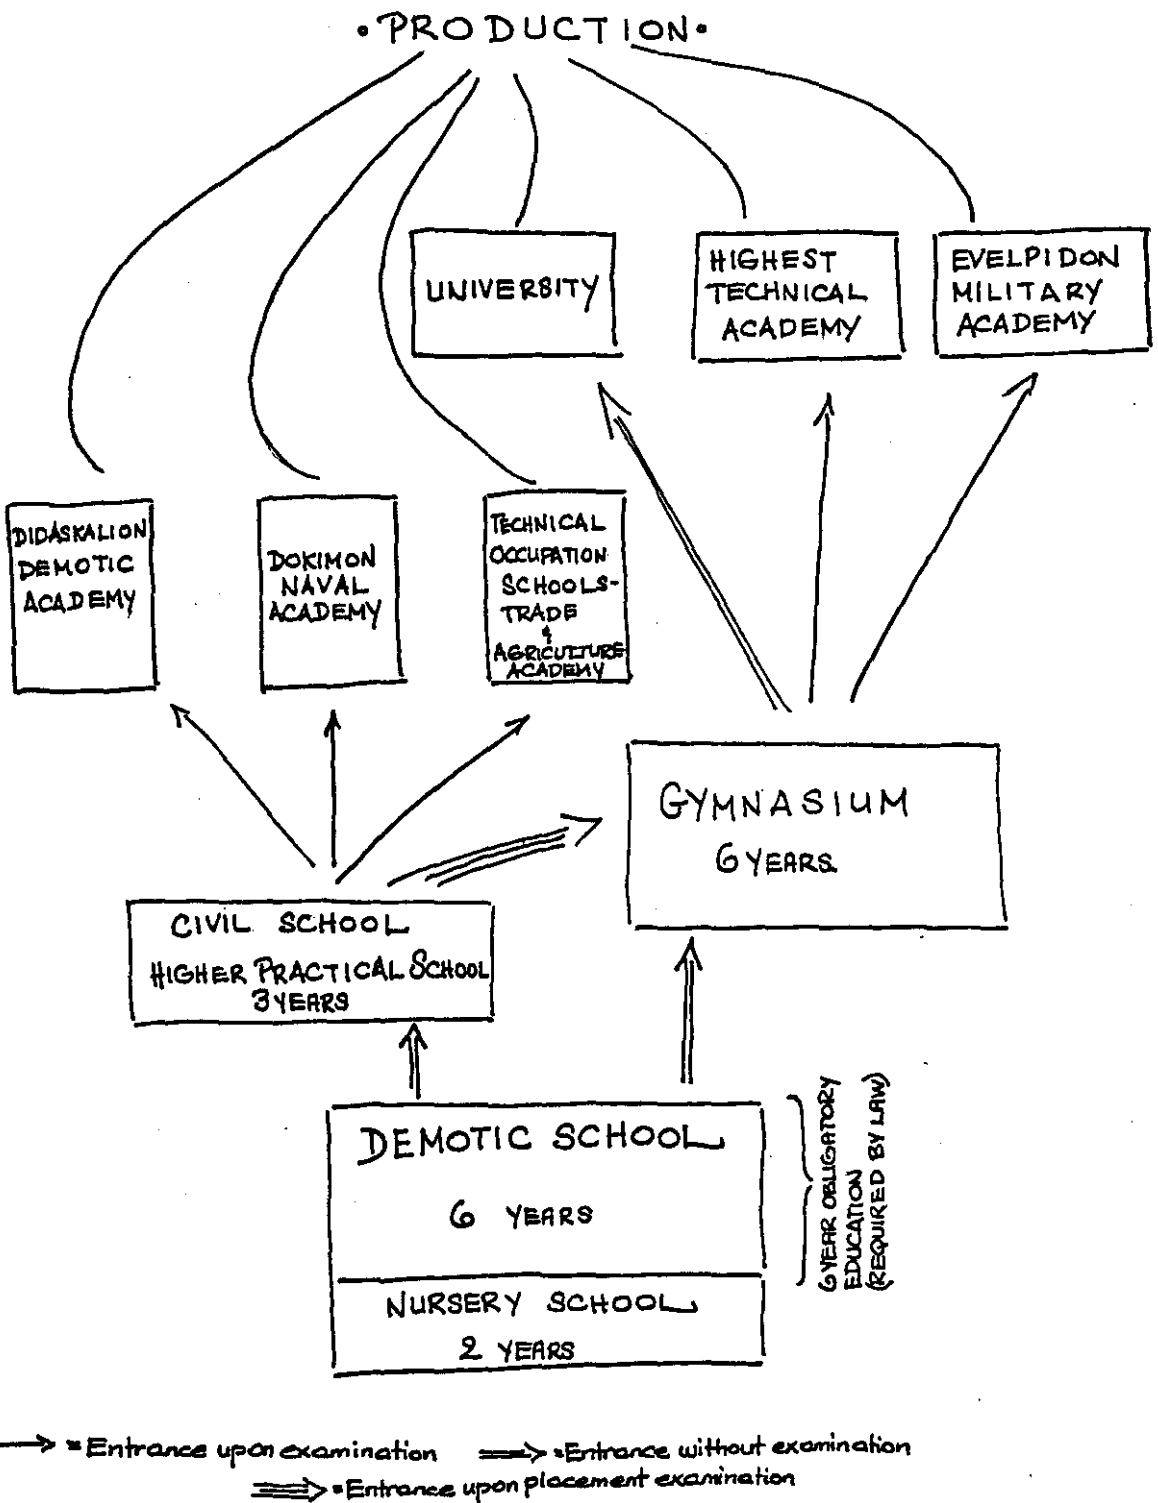 • PRODUCTION •
UNIVERSITY
HIGHEST
TECHNICAL
ACADEMY
EVELPIDON
MILITARY
ACADEMY
DIDASKALION
DEMOTIC
ACADEMY
DOKIMON
NAVAL
ACADEMY
TECHNICAL
OCCUPATION
SCHOOLS-
TRADE
&
AGRICULTURE
ACADEMY
GYMNASIUM
6 YEARS
CIVIL SCHOOL
HIGHER PRACTICAL SCHOOL
3 YEARS
DEMOTIC SCHOOL
6 YEARS
6 YEAR OBLIGATORY
EDUCATION
(REQUIRED BY LAW)
NURSERY SCHOOL
2 YEARS
= Entrance upon examination
= Entrance without examination
= Entrance upon placement examination